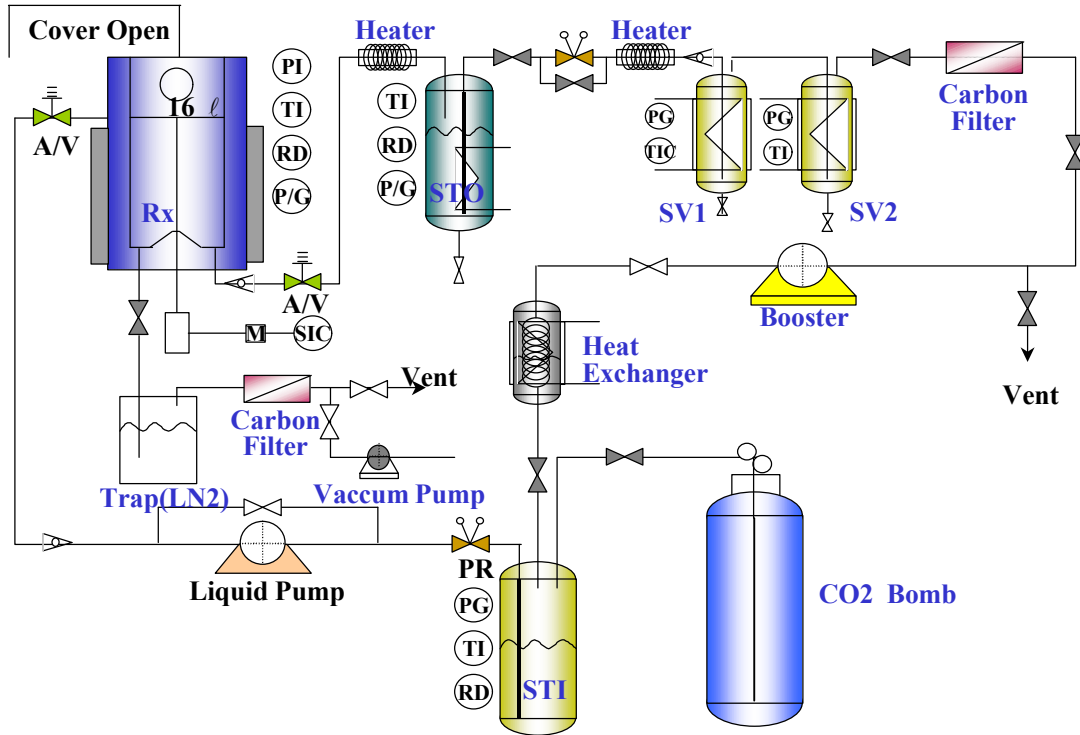 Cover Open
Heater
Heater
PI
TI
RD
P/G
16 ℓ
A/V
Rx
A/V
TI
RD
P/G
STO
PG
TIC
SV1
PG
TI
SV2
Carbon
Filter
M
SIC
Booster
Heat
Exchanger
Vent
Vent
Carbon
Filter
Trap(LN2)
Vaccum Pump
Liquid Pump
PR
PG
TI
RD
STI
CO2 Bomb